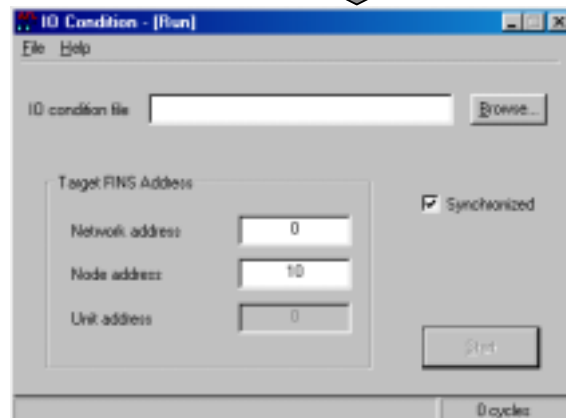 IO Condition - [Run]
File Help
IO condition file Browse...
Target FINS Address
Synchronized
Network address 0
Node address 10
Unit address 0
Start
0 cycles